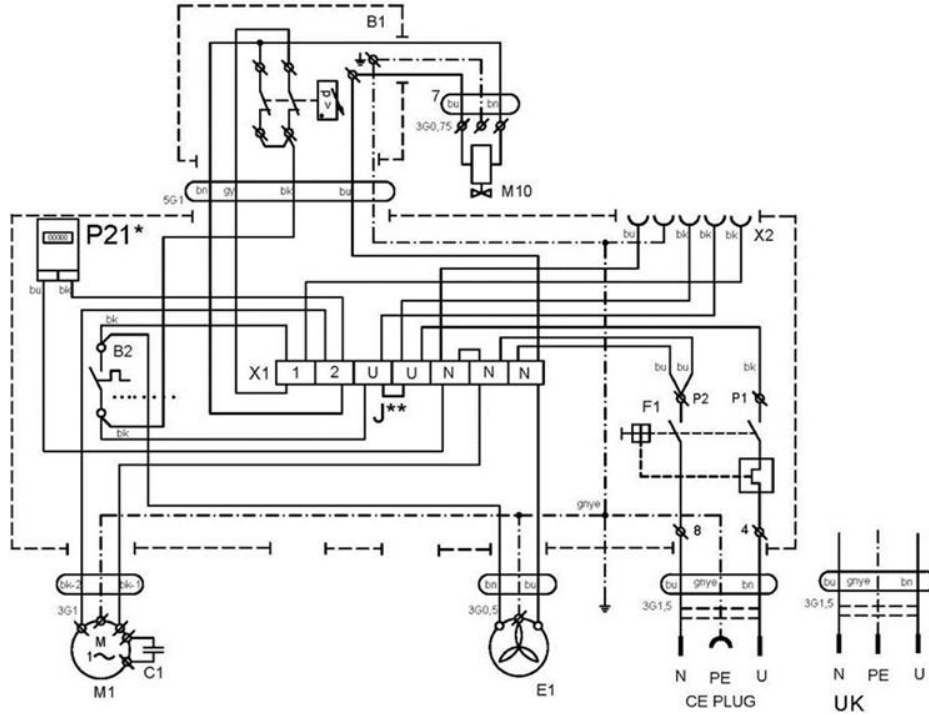 B1
7
bu bn
3G0,75
M10
d
v
bn gy bk bu
5G1
P21*
00000
bu bk
bu bk bk bk
X2
bk
B2
X1 1 2 U U N N N
J**
bk
bu bu bk
F1 P2 P1
gnye
8 4
bk-2 bk-1
3G1
M
1~
M1
C1
bn bu
3G0,5
E1
bu gnye bn
3G1,5
N PE U
CE PLUG
bu gnye bn
3G1,5
N PE U
UK